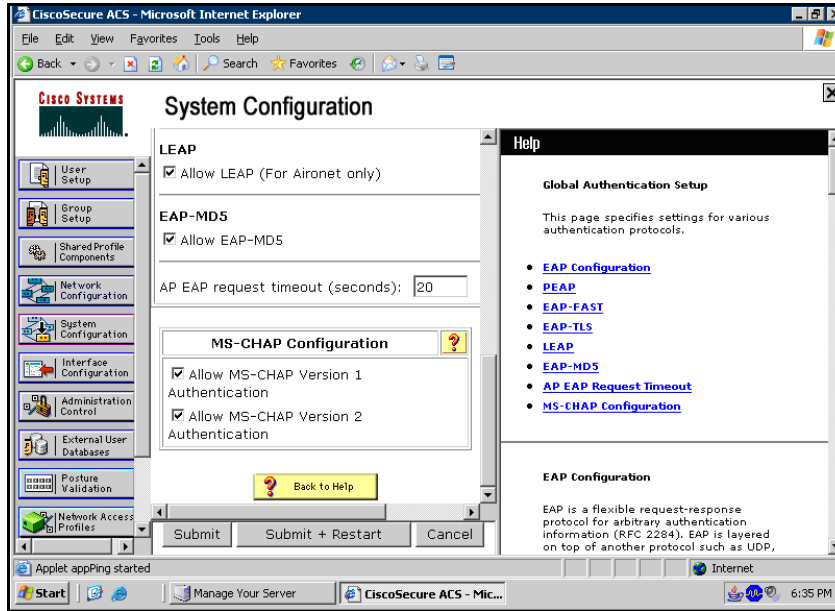 CiscoSecure ACS - Microsoft Internet Explorer
File Edit View Favorites Tools Help
Back Search Favorites
CISCO SYSTEMS
System Configuration
User Setup
Group Setup
Shared Profile Components
Network Configuration
System Configuration
Interface Configuration
Administration Control
External User Databases
Posture Validation
Network Access Profiles
LEAP
Allow LEAP (For Aironet only)
EAP-MD5
Allow EAP-MD5
AP EAP request timeout (seconds): 20
MS-CHAP Configuration ?
Allow MS-CHAP Version 1
Authentication
Allow MS-CHAP Version 2
Authentication
? Back to Help
Submit Submit + Restart Cancel
Help
Global Authentication Setup
This page specifies settings for various
authentication protocols.
EAP Configuration
PEAP
EAP-FAST
EAP-TLS
LEAP
EAP-MD5
AP EAP Request Timeout
MS-CHAP Configuration
EAP Configuration
EAP is a flexible request-response
protocol for arbitrary authentication
information (RFC 2284). EAP is layered
on top of another protocol such as UDP,
Applet appPing started Internet
Start Manage Your Server CiscoSecure ACS - Mic... 6:35 PM